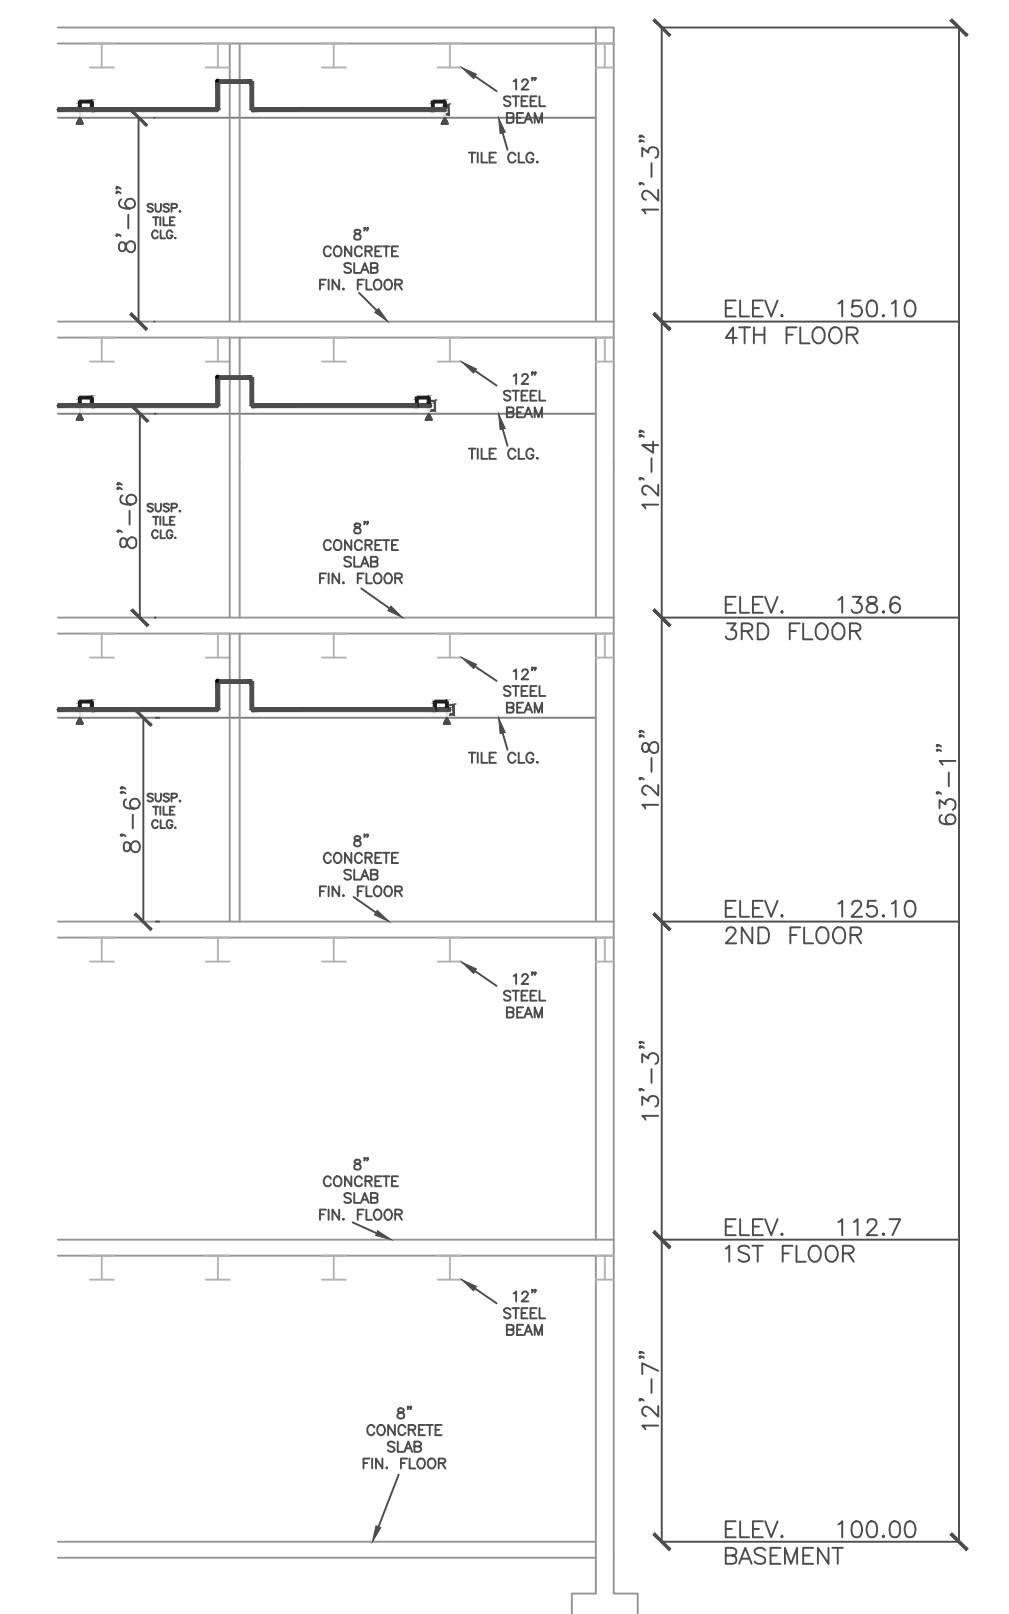 12"
STEEL
BEAM
TILE CLG.
12'-3"
8'-6"
SUSP.
TILE
CLG.
8"
CONCRETE
SLAB
FIN. FLOOR
ELEV. 150.10
4TH FLOOR
12"
STEEL
BEAM
TILE CLG.
12'-4"
8'-6"
SUSP.
TILE
CLG.
8"
CONCRETE
SLAB
FIN. FLOOR
ELEV. 138.6
3RD FLOOR
12"
STEEL
BEAM
TILE CLG.
12'-8"
63'-1"
8'-6"
SUSP.
TILE
CLG.
8"
CONCRETE
SLAB
FIN. FLOOR
ELEV. 125.10
2ND FLOOR
12"
STEEL
BEAM
13'-3"
8"
CONCRETE
SLAB
FIN. FLOOR
ELEV. 112.7
1ST FLOOR
12"
STEEL
BEAM
12'-7"
8"
CONCRETE
SLAB
FIN. FLOOR
ELEV. 100.00
BASEMENT